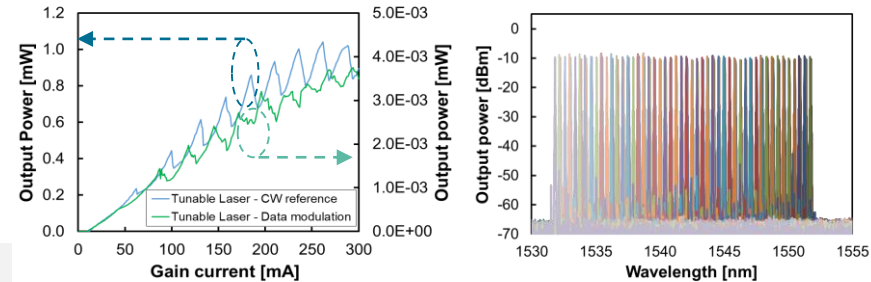 1.2
1.0
0.8
0.6
0.4
0.2
0.0
Output Power [mW]
5.0E-03
4.0E-03
3.0E-03
2.0E-03
1.0E-03
0.0E+00
Output power [mW]
Tunable Laser - CW reference
Tunable Laser - Data modulation
0 50 100 150 200 250 300
Gain current [mA]
0
-10
-20
-30
-40
-50
-60
-70
Output power [dBm]
1530 1535 1540 1545 1550 1555
Wavelength [nm]